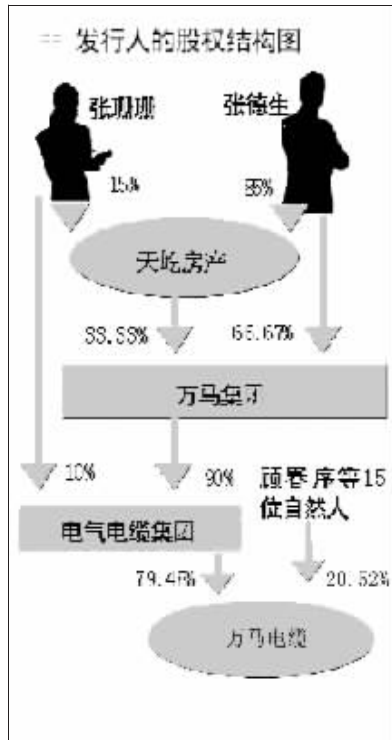 发行人的股权结构图
张珊珊
张德生
15%
85%
天屹房产
33.33%
66.67%
万马集团
10%
90%
顾春序等15
位自然人
电气电缆集团
79.48%
20.52%
万马电缆